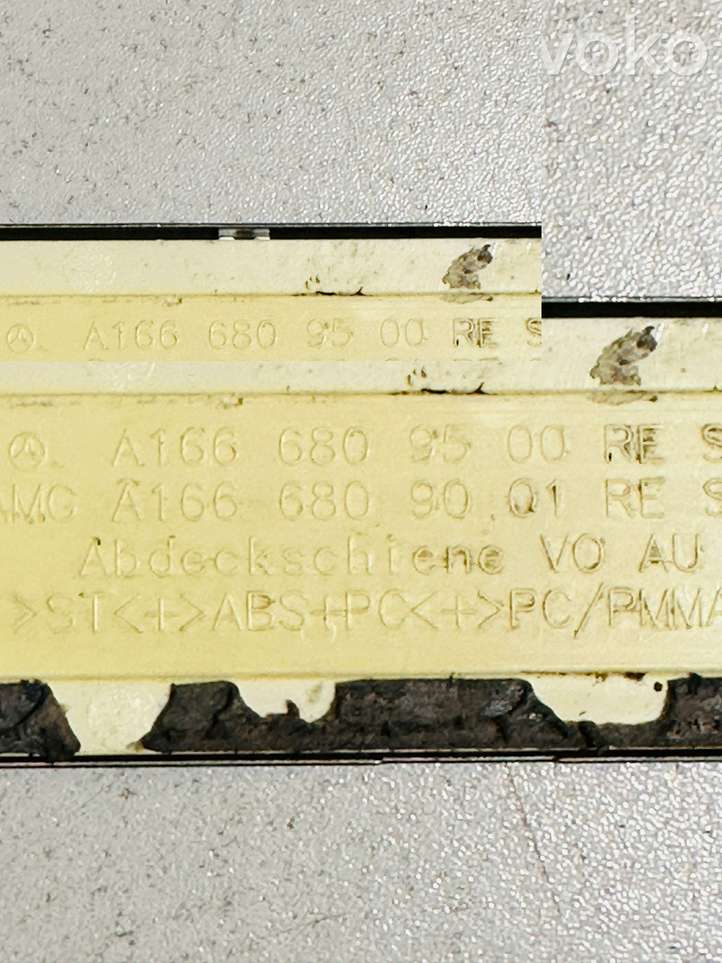 voko
A166 680 95 00 RE S
A166 680 95 00 RE S
AMG A166 680 90 01 RE S
Abdeckschiene VO AU
>ST<+>ABS+PC<+>PC/PMMA